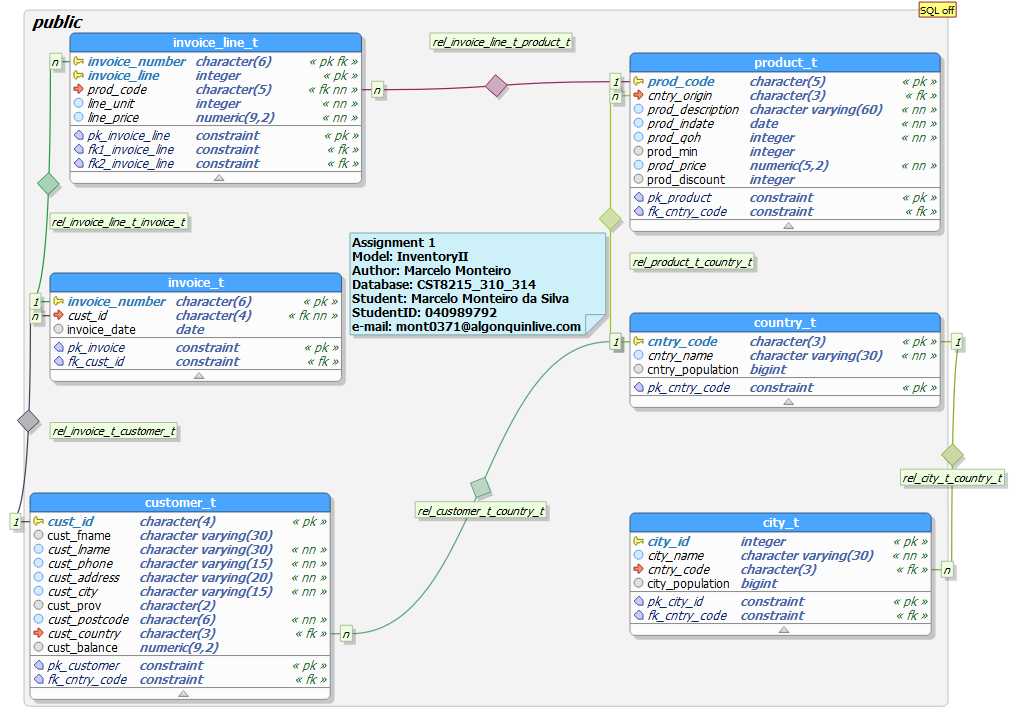 SQL off
public
invoice_line_t
invoice_number character(6) « pk fk »
invoice_line integer « pk »
prod_code character(5) « fk nn »
line_unit integer « nn »
line_price numeric(9,2) « nn »
pk_invoice_line constraint « pk »
fk1_invoice_line constraint « fk »
fk2_invoice_line constraint « fk »
n
n
rel_invoice_line_t_product_t
1
n
product_t
prod_code character(5) « pk »
cntry_origin character(3) « fk »
prod_description character varying(60) « nn »
prod_indate date « nn »
prod_qoh integer « nn »
prod_min integer
prod_price numeric(5,2) « nn »
prod_discount integer
pk_product constraint « pk »
fk_cntry_code constraint « fk »
rel_invoice_line_t_invoice_t
Assignment 1
Model: InventoryII
Author: Marcelo Monteiro
Database: CST8215_310_314
Student: Marcelo Monteiro da Silva
StudentID: 040989792
e-mail: mont0371@algonquinlive.com
rel_product_t_country_t
1
n
invoice_t
invoice_number character(6) « pk »
cust_id character(4) « fk nn »
invoice_date date
pk_invoice constraint « pk »
fk_cust_id constraint « fk »
1
country_t
cntry_code character(3) « pk »
cntry_name character varying(30) « nn »
cntry_population bigint
pk_cntry_code constraint « pk »
1
rel_invoice_t_customer_t
rel_city_t_country_t
rel_customer_t_country_t
1
customer_t
cust_id character(4) « pk »
cust_fname character varying(30)
cust_lname character varying(30) « nn »
cust_phone character varying(15) « nn »
cust_address character varying(20) « nn »
cust_city character varying(15) « nn »
cust_prov character(2)
cust_postcode character(6) « nn »
cust_country character(3) « fk »
cust_balance numeric(9,2)
pk_customer constraint « pk »
fk_cntry_code constraint « fk »
n
city_t
city_id integer « pk »
city_name character varying(30) « nn »
cntry_code character(3) « fk »
city_population bigint
pk_city_id constraint « pk »
fk_cntry_code constraint « fk »
n